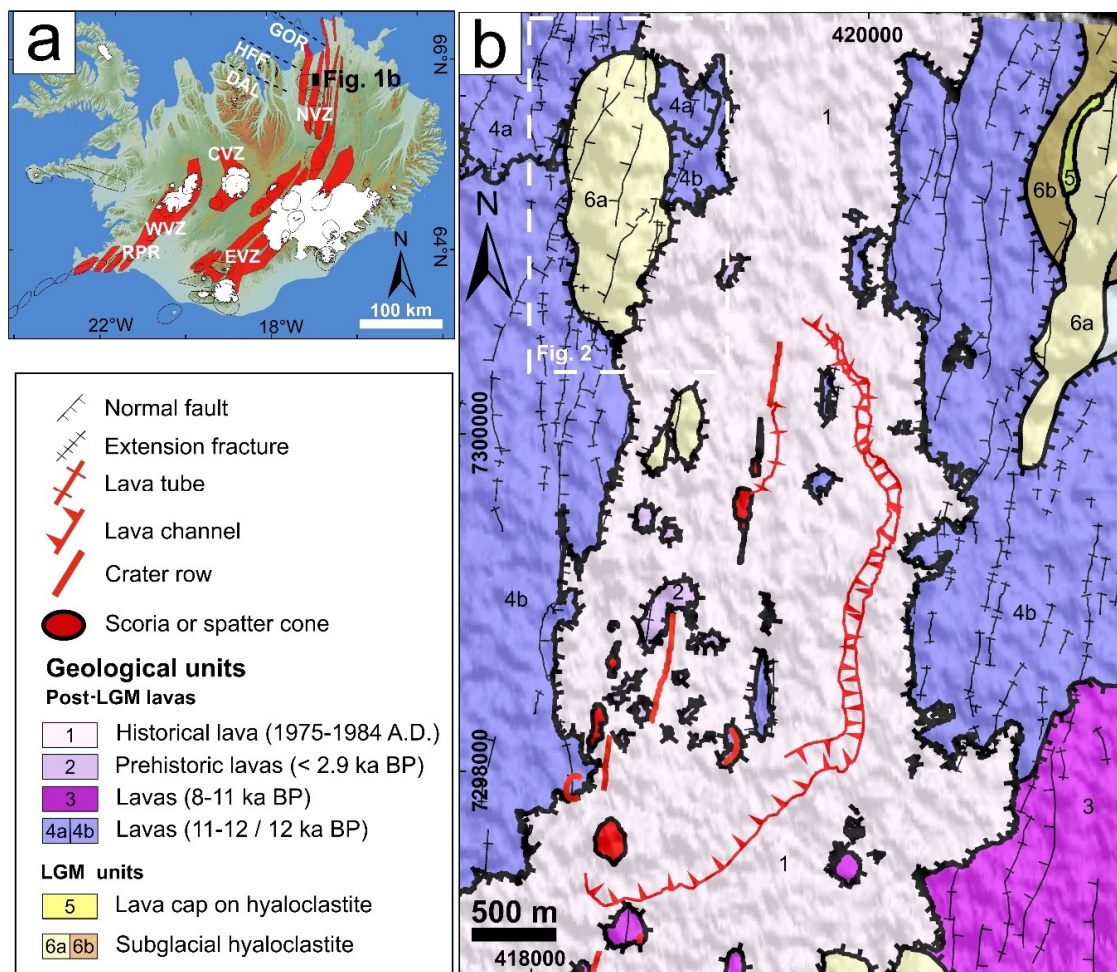 a
66°N
GOR
HFF
DAL
Fig. 1b
NVZ
CVZ
WVZ
RPR
EVZ
64°N
N
22°W
18°W
100 km
Normal fault
Extension fracture
Lava tube
Lava channel
Crater row
Scoria or spatter cone
Geological units
Post-LGM lavas
1 Historical lava (1975-1984 A.D.)
2 Prehistoric lavas (< 2.9 ka BP)
3 Lavas (8-11 ka BP)
4a 4b Lavas (11-12 / 12 ka BP)
LGM units
5 Lava cap on hyaloclastite
6a 6b Subglacial hyaloclastite
b
420000
4a
4a
1
4b
5
6b
6a
N
6a
Fig. 2
7300000
2
4b
4b
7298000
3
1
500 m
418000